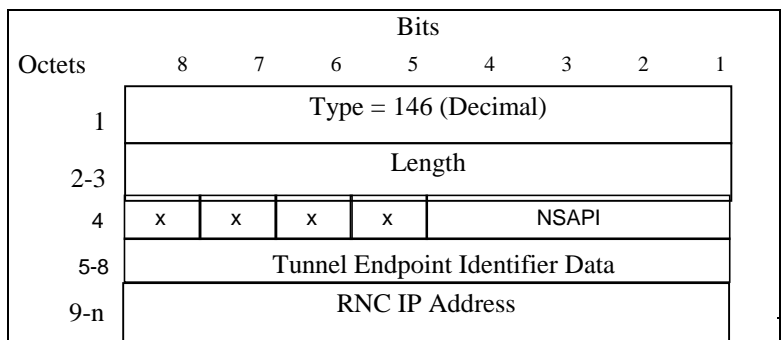 Bits
Octets 8 7 6 5 4 3 2 1
1 Type = 146 (Decimal)
2-3 Length
4 x x x x NSAPI
5-8 Tunnel Endpoint Identifier Data
9-n RNC IP Address